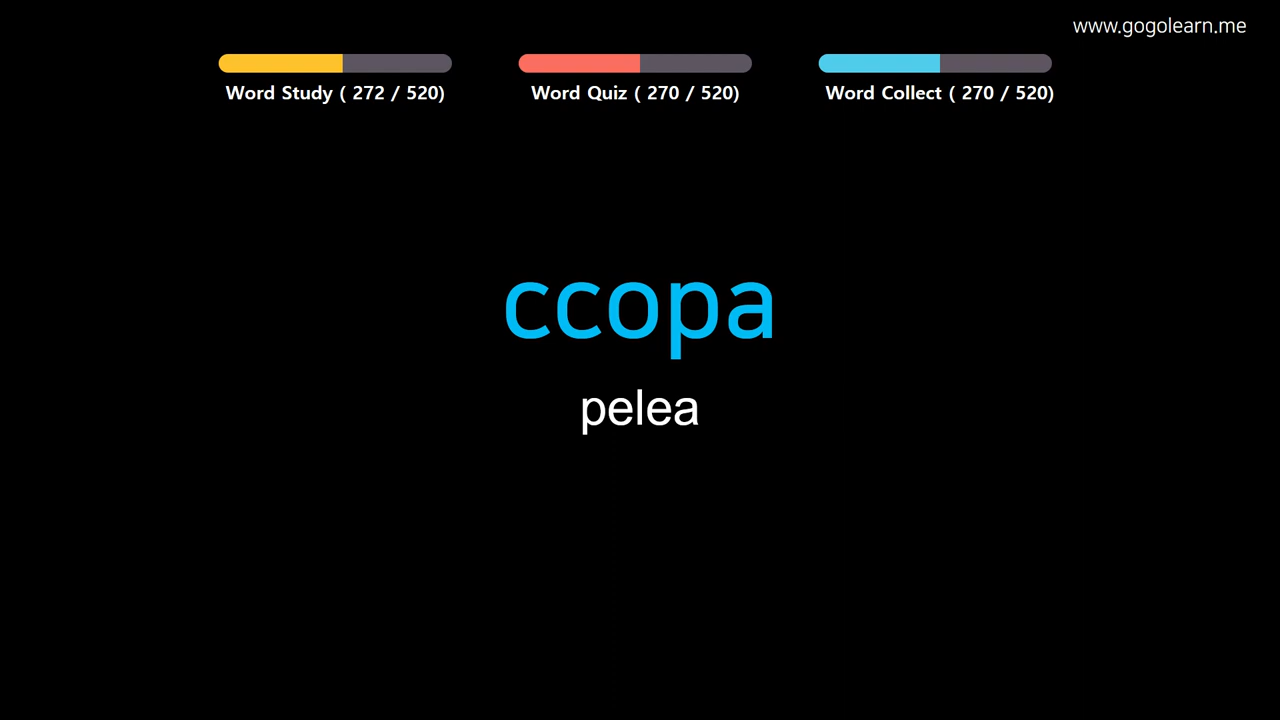 www.gogolearn.me
Word Study ( 272 / 520)
Word Quiz ( 270 / 520)
Word Collect ( 270 / 520)
ссора
pelea